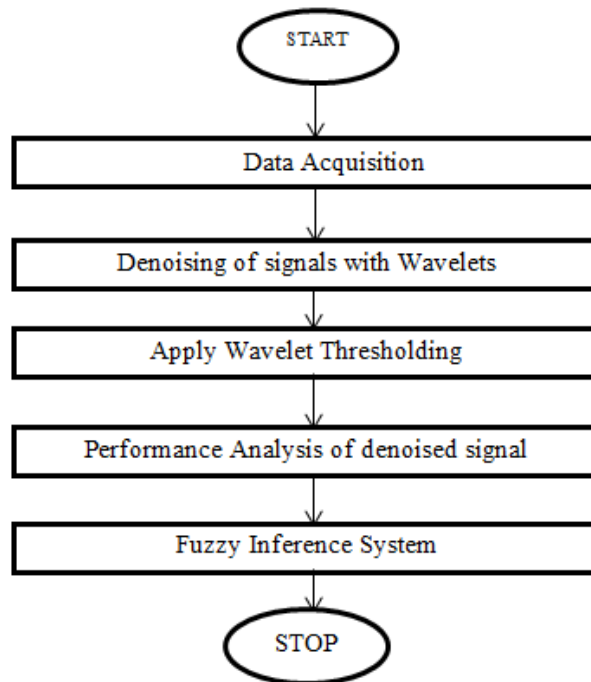 START
Data Acquisition
Denoising of signals with Wavelets
Apply Wavelet Thresholding
Performance Analysis of denoised signal
Fuzzy Inference System
STOP